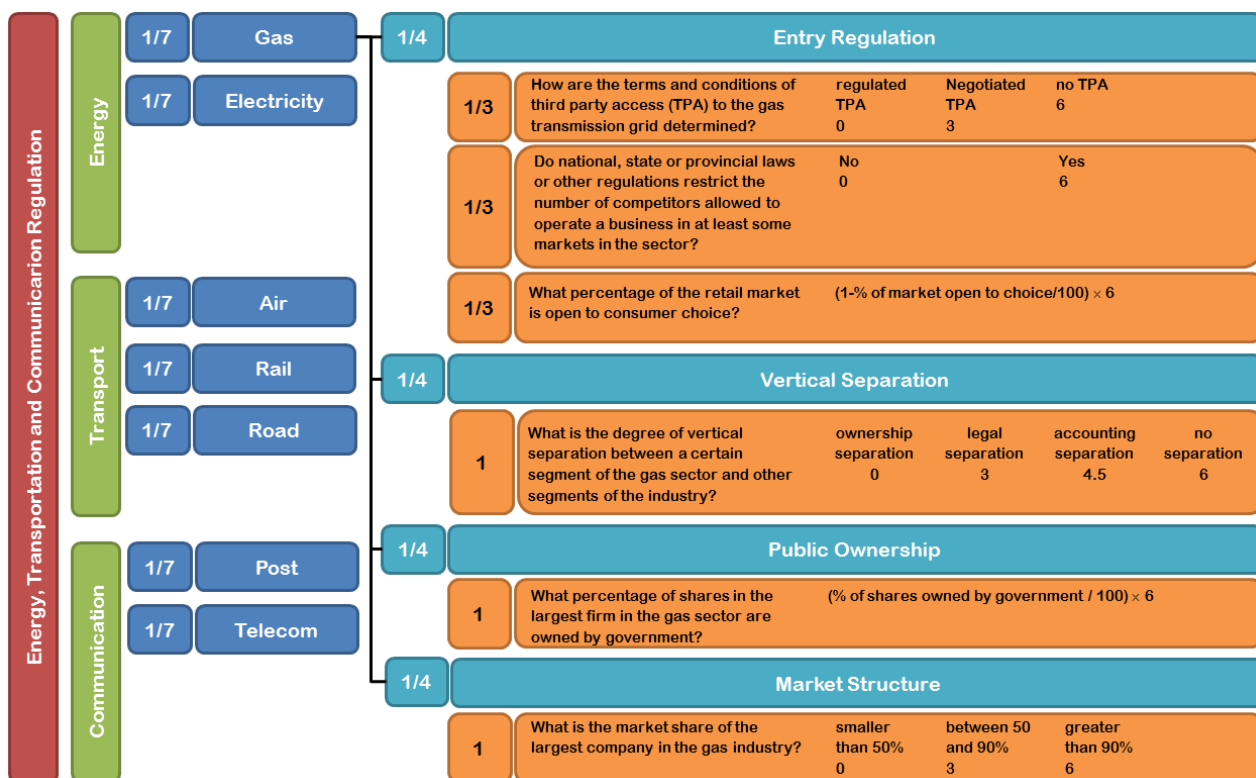 Energy, Transportation and Communicarion Regulation
Energy
1/7 Gas
1/7 Electricity
Transport
1/7 Air
1/7 Rail
1/7 Road
Communication
1/7 Post
1/7 Telecom
1/4 Entry Regulation
1/3
How are the terms and conditions of
third party access (TPA) to the gas
transmission grid determined?
regulated
TPA
0
Negotiated
TPA
3
no TPA
6
1/3
Do national, state or provincial laws
or other regulations restrict the
number of competitors allowed to
operate a business in at least some
markets in the sector?
No
0
Yes
6
1/3
What percentage of the retail market
is open to consumer choice?
(1-% of market open to choice/100) × 6
1/4 Vertical Separation
1
What is the degree of vertical
separation between a certain
segment of the gas sector and other
segments of the industry?
ownership
separation
0
legal
separation
3
accounting
separation
4.5
no
separation
6
1/4 Public Ownership
1
What percentage of shares in the
largest firm in the gas sector are
owned by government?
(% of shares owned by government / 100) × 6
1/4 Market Structure
1
What is the market share of the
largest company in the gas industry?
smaller
than 50%
0
between 50
and 90%
3
greater
than 90%
6